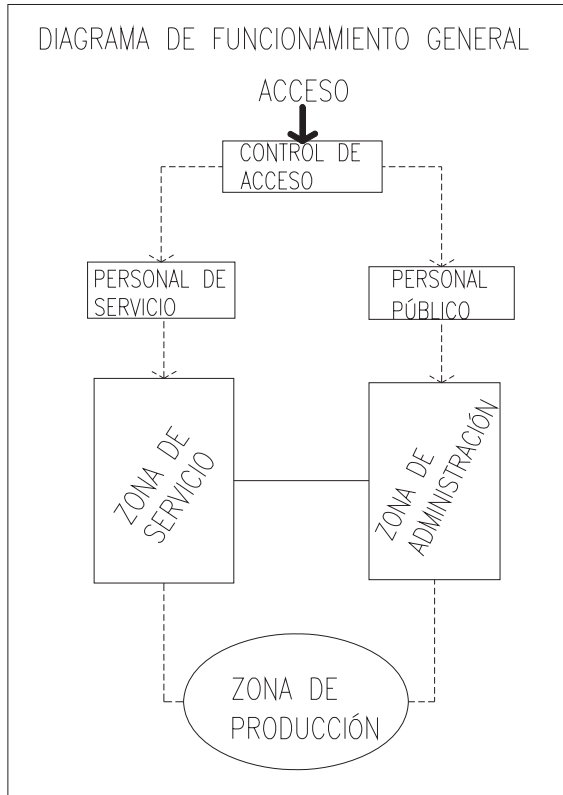 DIAGRAMA DE FUNCIONAMIENTO GENERAL
ACCESO
CONTROL DE
ACCESO
PERSONAL DE
SERVICIO
PERSONAL
PÚBLICO
ZONA DE
SERVICIO
ZONA DE
ADMINISTRACIÓN
ZONA DE
PRODUCCIÓN